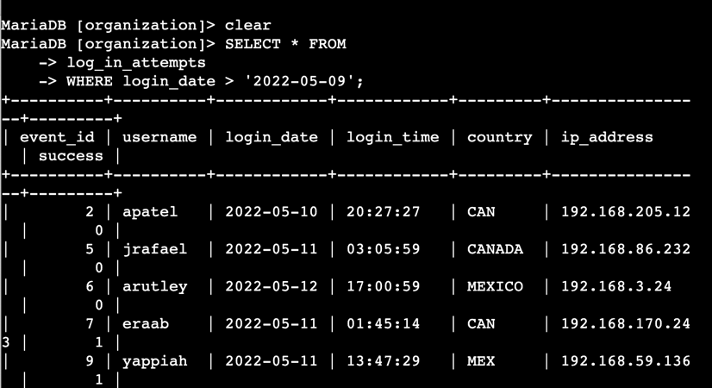 MariaDB [organization]> clear
MariaDB [organization]> SELECT * FROM
    -> log_in_attempts
    -> WHERE login_date > '2022-05-09';
+----------+----------+------------+------------+---------+---------------
--+---------+
| event_id | username | login_date | login_time | country | ip_address
  | success |
+----------+----------+------------+------------+---------+---------------
--+---------+
|        2 | apatel   | 2022-05-10 | 20:27:27   | CAN     | 192.168.205.12
  |       0 |
|        5 | jrafael  | 2022-05-11 | 03:05:59   | CANADA  | 192.168.86.232
  |       0 |
|        6 | arutley  | 2022-05-12 | 17:00:59   | MEXICO  | 192.168.3.24
  |       0 |
|        7 | eraab    | 2022-05-11 | 01:45:14   | CAN     | 192.168.170.24
3 |       1 |
|        9 | yappiah  | 2022-05-11 | 13:47:29   | MEX     | 192.168.59.136
  |       1 |